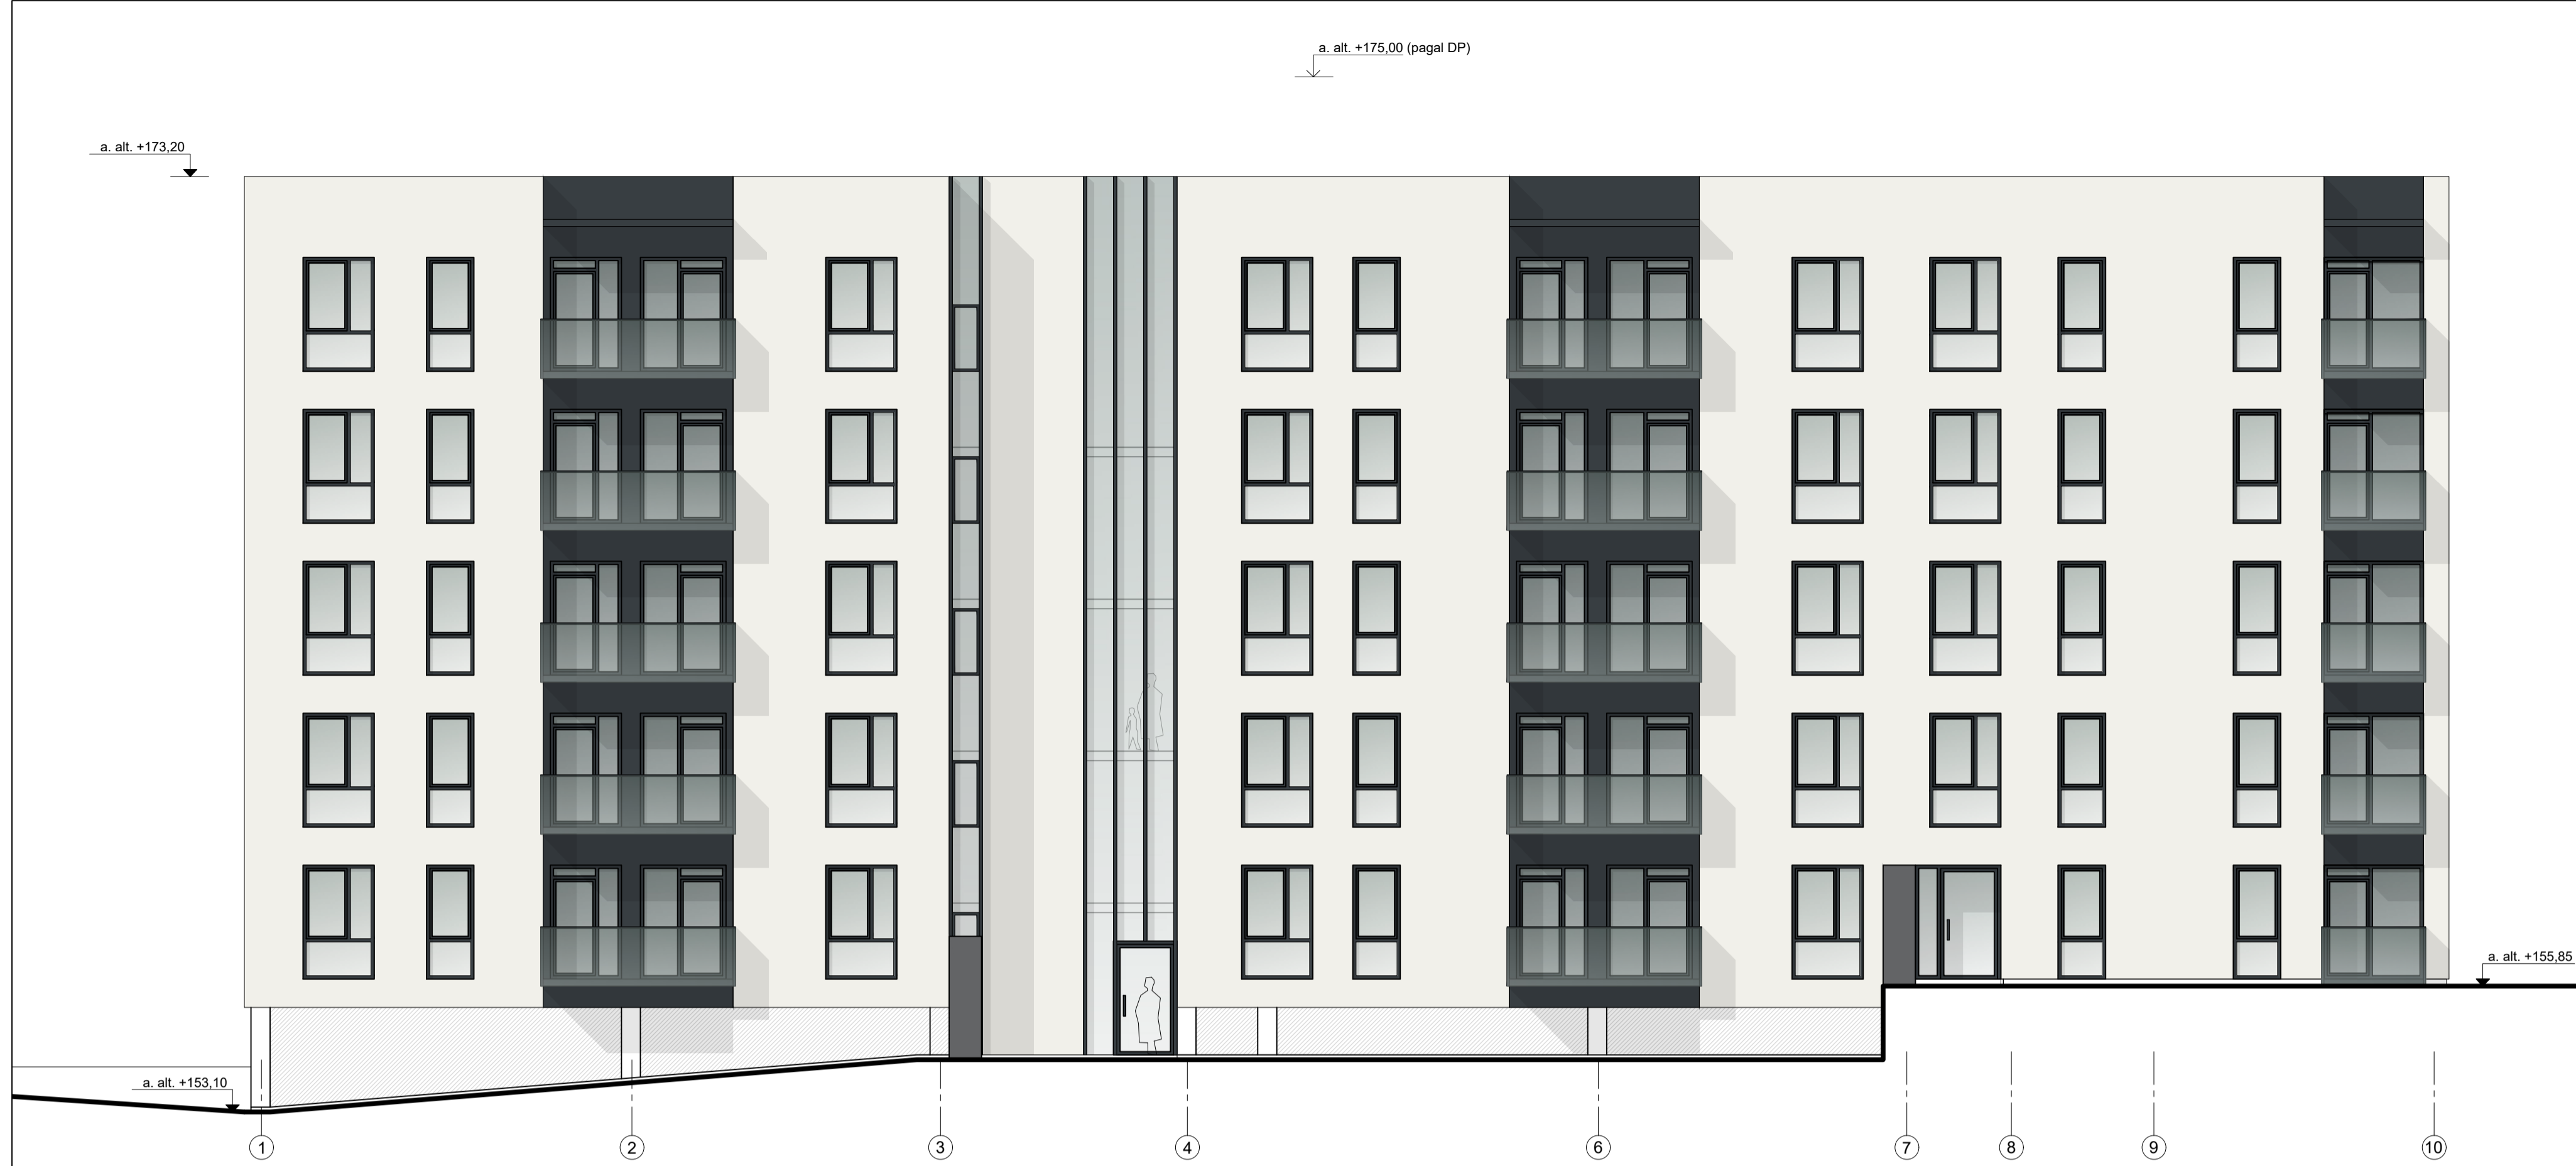 a. alt. +175,00 (pagal DP)
a. alt. +173,20
a. alt. +155,85
a. alt. +153,10
1 2 3 4 6 7 8 9 10